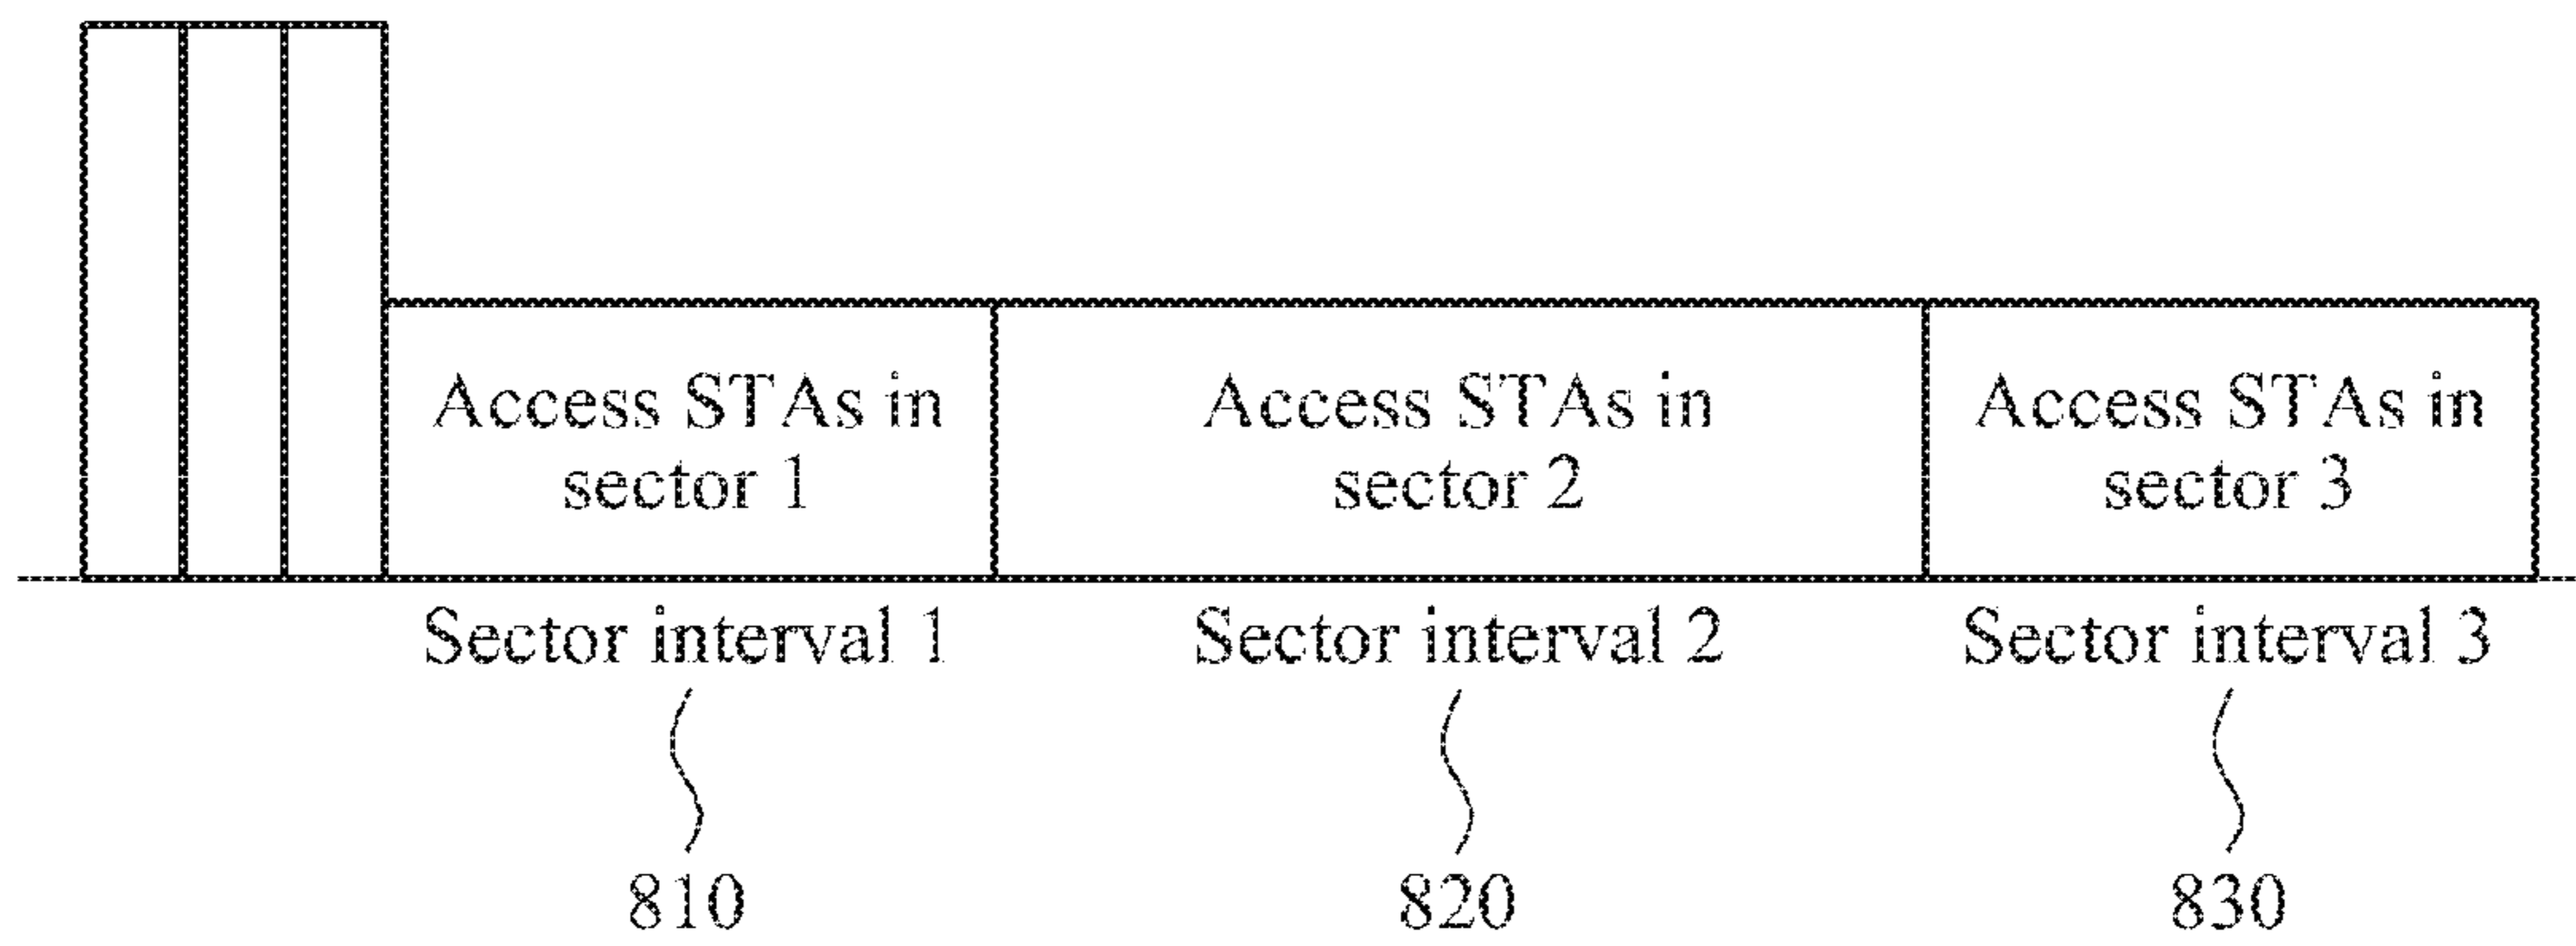 Access STAs in
sector 1
Access STAs in
sector 2
Access STAs in
sector 3
Sector interval 1
Sector interval 2
Sector interval 3
810
820
830